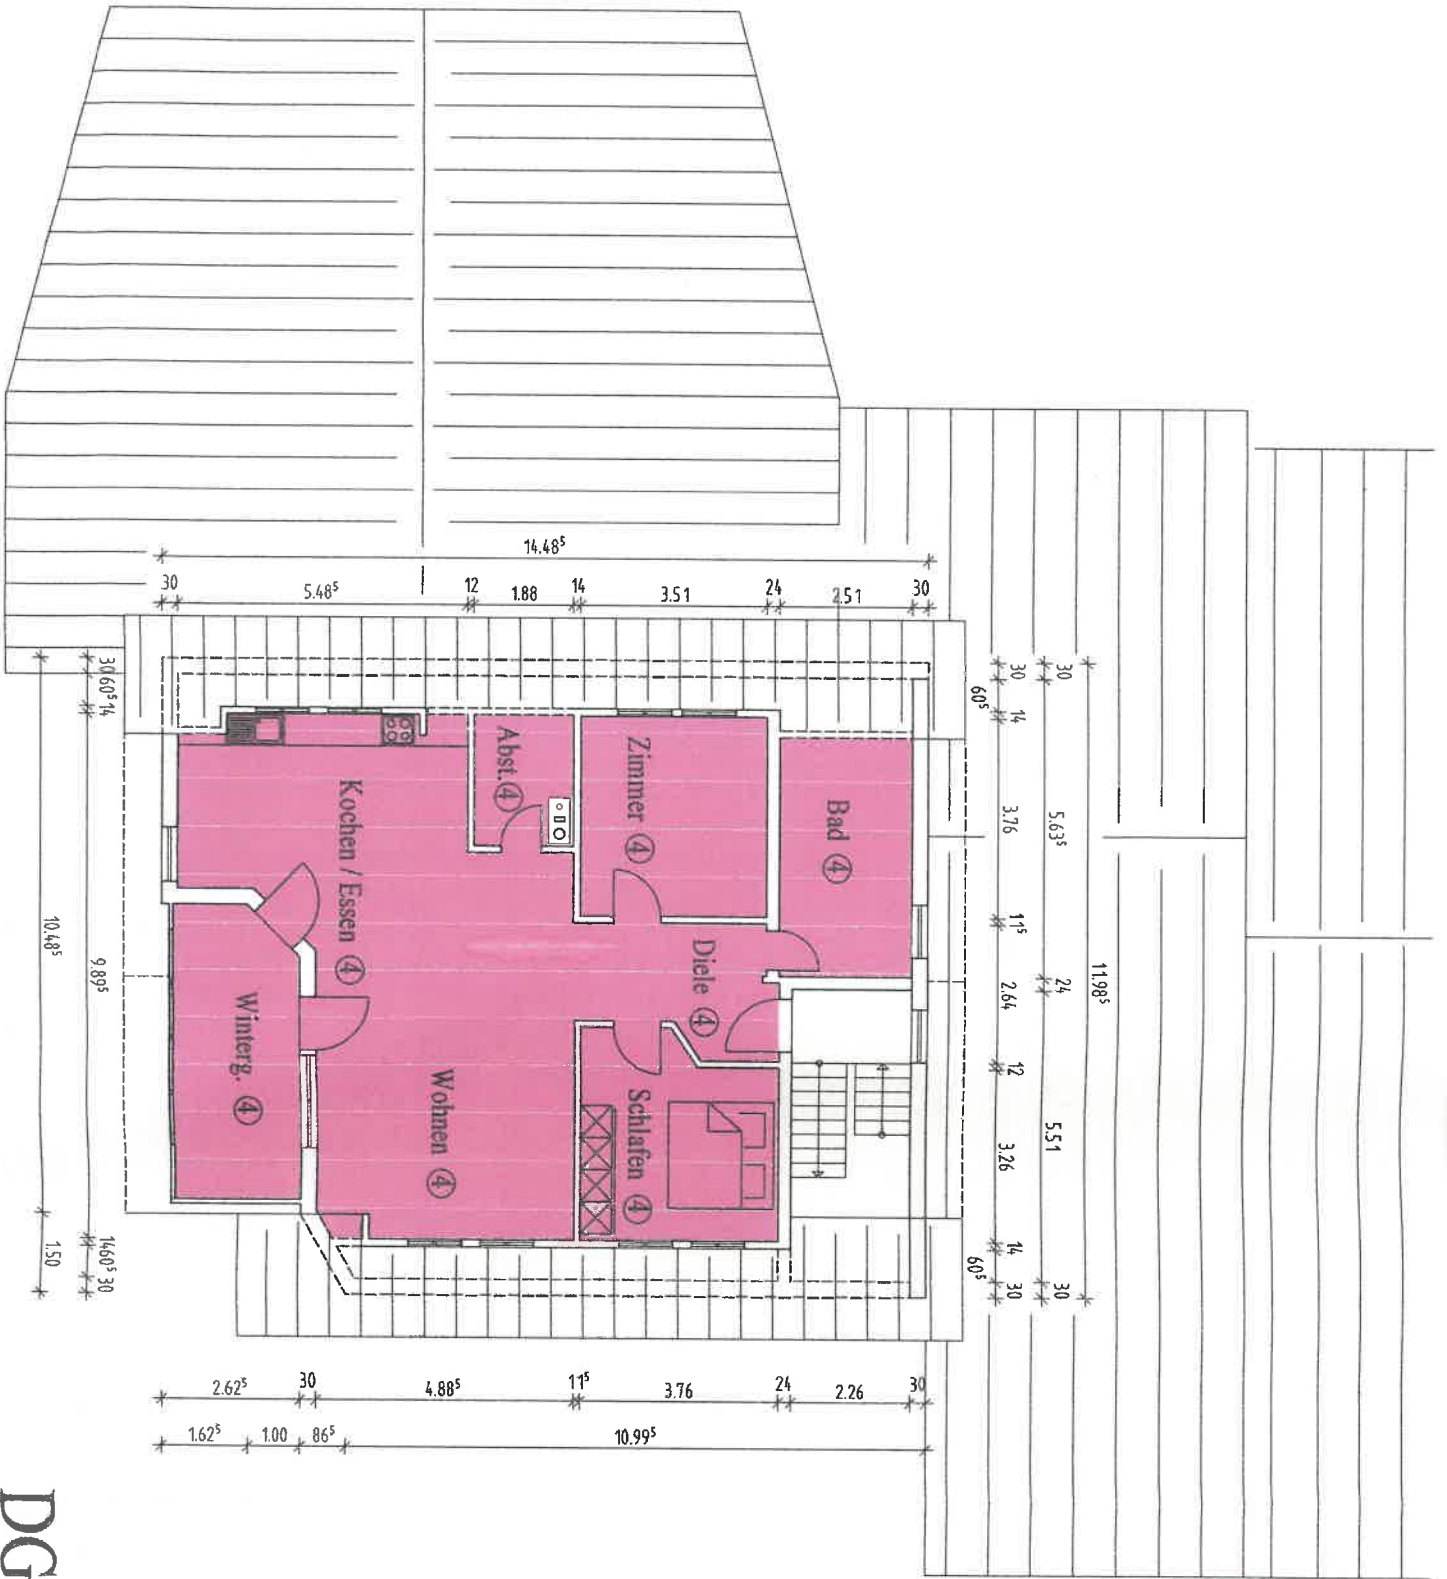 14.48⁵
30 5.48⁵ 12 1.88 14 3.51 24 2.51 30
11.98⁵
30 5.63⁵ 24 5.51 30
30 14 3.76 11⁵ 2.64 12 3.26 14 30
60⁵
60⁵
Bad ④
Zimmer ④
Abst.④
Kochen / Essen ④
Diele ④
Winterg. ④
Wohnen ④
Schlafen ④
30 60⁵ 14 9.89⁵ 14 60⁵ 30
10.48⁵ 1.50
2.62⁵ 30 4.88⁵ 11⁵ 3.76 24 2.26 30
1.62⁵ 1.00 86⁵ 10.99⁵
DG